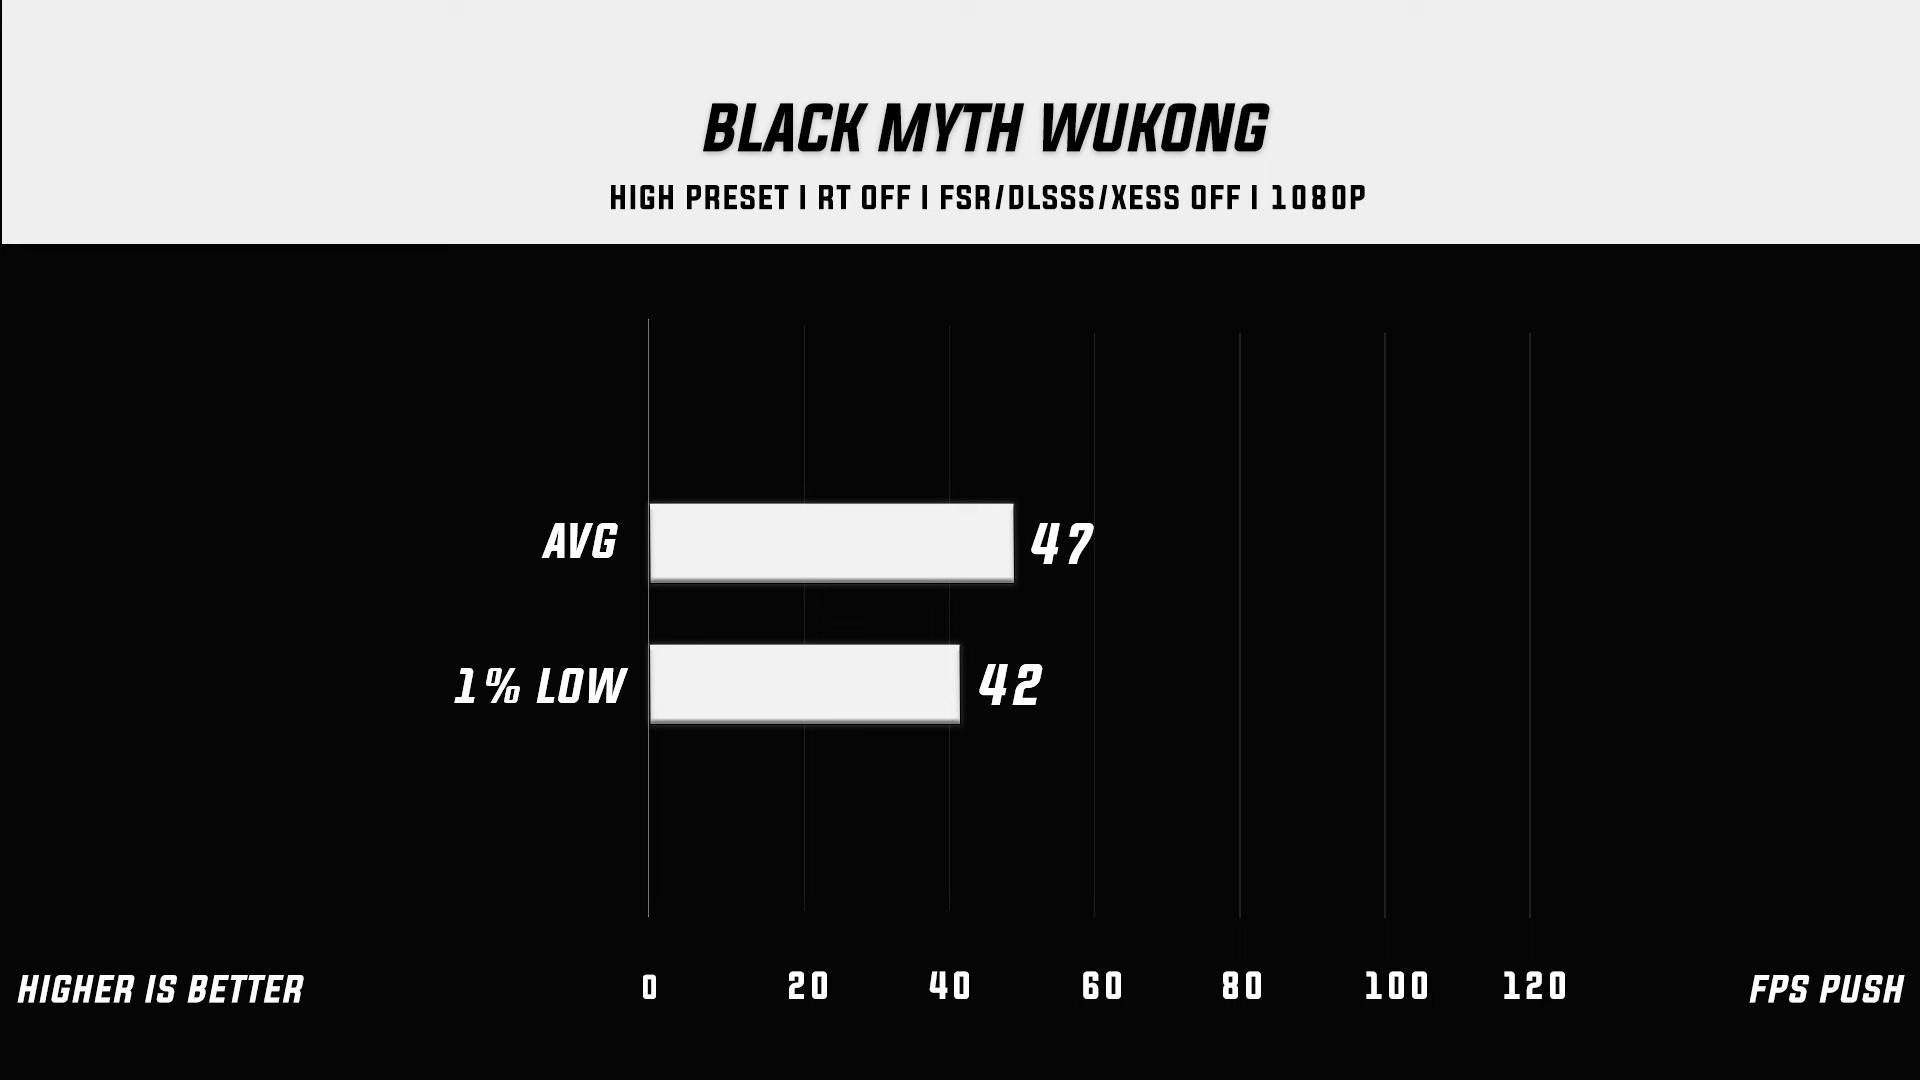 BLACK MYTH WUKONG
HIGH PRESET | RT OFF | FSR/DLSSS/XESS OFF | 1080P
AVG 47
1% LOW 42
HIGHER IS BETTER 0 20 40 60 80 100 120 FPS PUSH